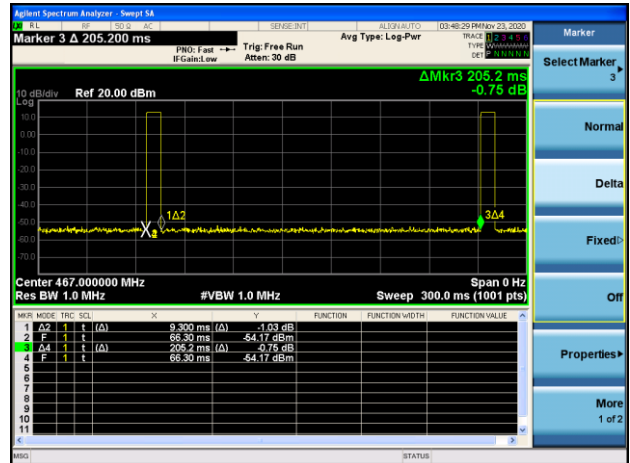 Agilent Spectrum Analyzer - Swept SA
RL RF 50 Ω AC SENSE:INT ALIGN AUTO 03:48:29 PM Nov 23, 2020
Marker 3 Δ 205.200 ms
PNO: Fast Trig: Free Run Avg Type: Log-Pwr TRACE 1 2 3 4 5 6
IFGain:Low Atten: 30 dB TYPE
DET P N N N N N
ΔMkr3 205.2 ms
-0.75 dB
10 dB/div Ref 20.00 dBm
Log
10.0
0.00
-10.0
-20.0
-30.0
-40.0
-50.0
-60.0
-70.0
1Δ2
3Δ4
X
Center 467.000000 MHz Span 0 Hz
Res BW 1.0 MHz #VBW 1.0 MHz Sweep 300.0 ms (1001 pts)
MKR MODE TRC SCL X Y FUNCTION FUNCTION WIDTH FUNCTION VALUE
1 Δ2 1 t (Δ) 9.300 ms (Δ) -1.03 dB
2 F 1 t 66.30 ms -54.17 dBm
3 Δ4 1 t (Δ) 205.2 ms (Δ) -0.75 dB
4 F 1 t 66.30 ms -54.17 dBm
5
6
7
8
9
10
11
MSG STATUS
Marker
Select Marker
3
Normal
Delta
Fixed
Off
Properties
More
1 of 2